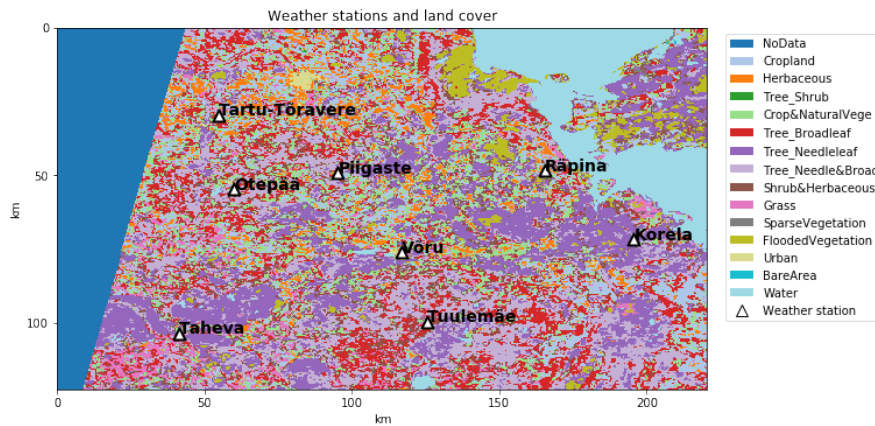 Weather stations and land cover
0
50
100
km
0
50
100
150
200
km
Tartu-Tõravere
Otepää
Piigaste
Räpina
Võru
Korela
Taheva
Tuulemäe
NoData
Cropland
Herbaceous
Tree_Shrub
Crop&NaturalVege
Tree_Broadleaf
Tree_Needleleaf
Tree_Needle&Broad
Shrub&Herbaceous
Grass
SparseVegetation
FloodedVegetation
Urban
BareArea
Water
Weather station